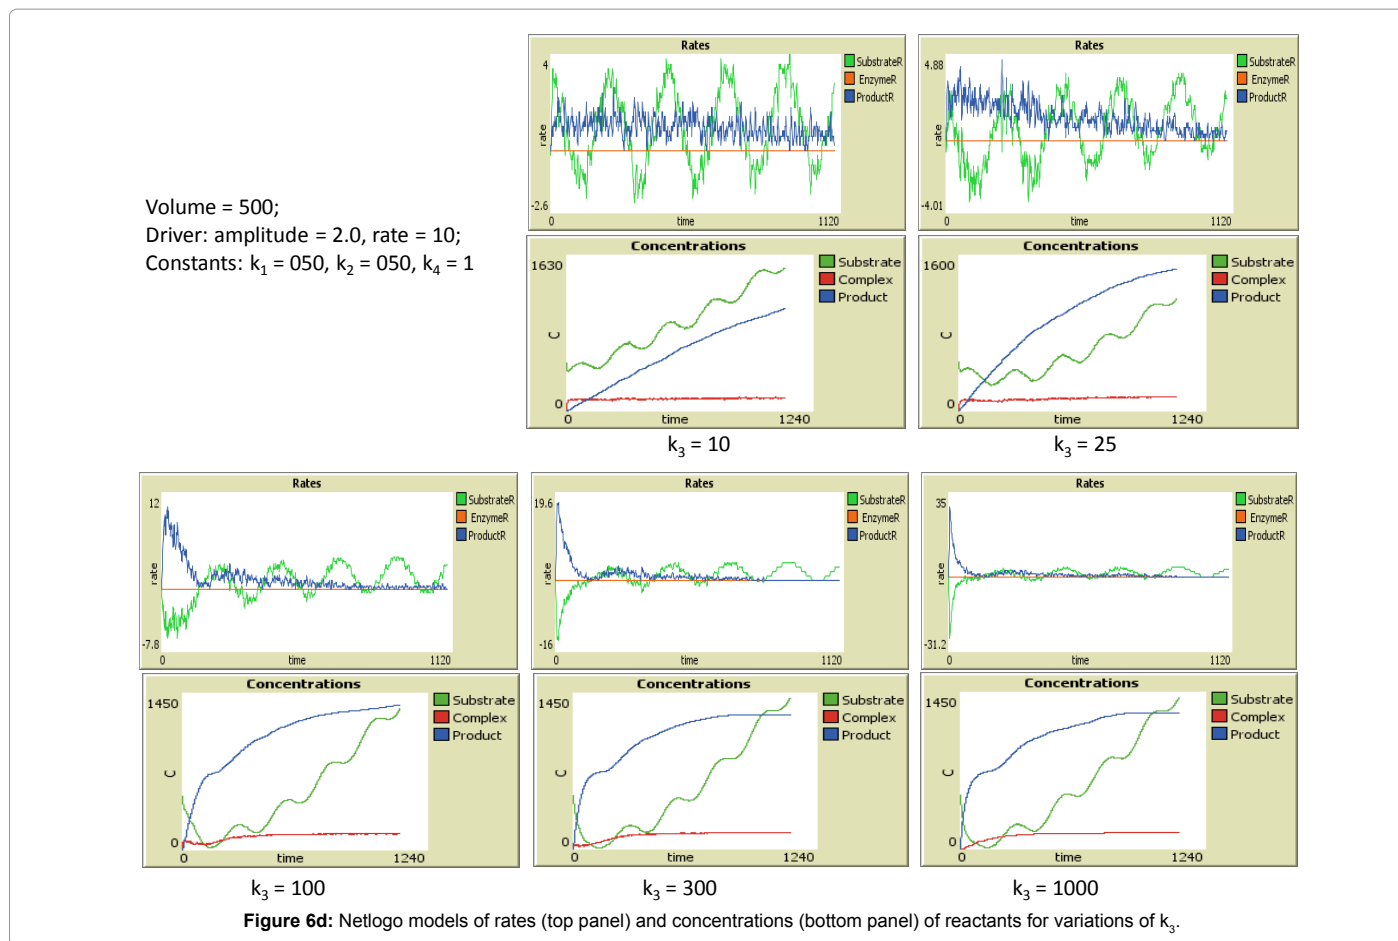 Volume = 500;
Driver: amplitude = 2.0, rate = 10;
Constants: k1 = 050, k2 = 050, k4 = 1
Rates
4
rate
-2.6
0
time
1120
SubstrateR
EnzymeR
ProductR
Rates
4.88
rate
-4.01
0
time
1120
SubstrateR
EnzymeR
ProductR
Concentrations
1630
C
0
0
time
1240
Substrate
Complex
Product
Concentrations
1600
C
0
0
time
1240
Substrate
Complex
Product
k3 = 10
k3 = 25
Rates
12
rate
-7.8
0
time
1120
SubstrateR
EnzymeR
ProductR
Rates
19.6
rate
-16
0
time
1120
SubstrateR
EnzymeR
ProductR
Rates
35
rate
-31.2
0
time
1120
SubstrateR
EnzymeR
ProductR
Concentrations
1450
C
0
0
time
1240
Substrate
Complex
Product
Concentrations
1450
C
0
0
time
1240
Substrate
Complex
Product
Concentrations
1450
C
0
0
time
1240
Substrate
Complex
Product
k3 = 100
k3 = 300
k3 = 1000
Figure 6d: Netlogo models of rates (top panel) and concentrations (bottom panel) of reactants for variations of k3.